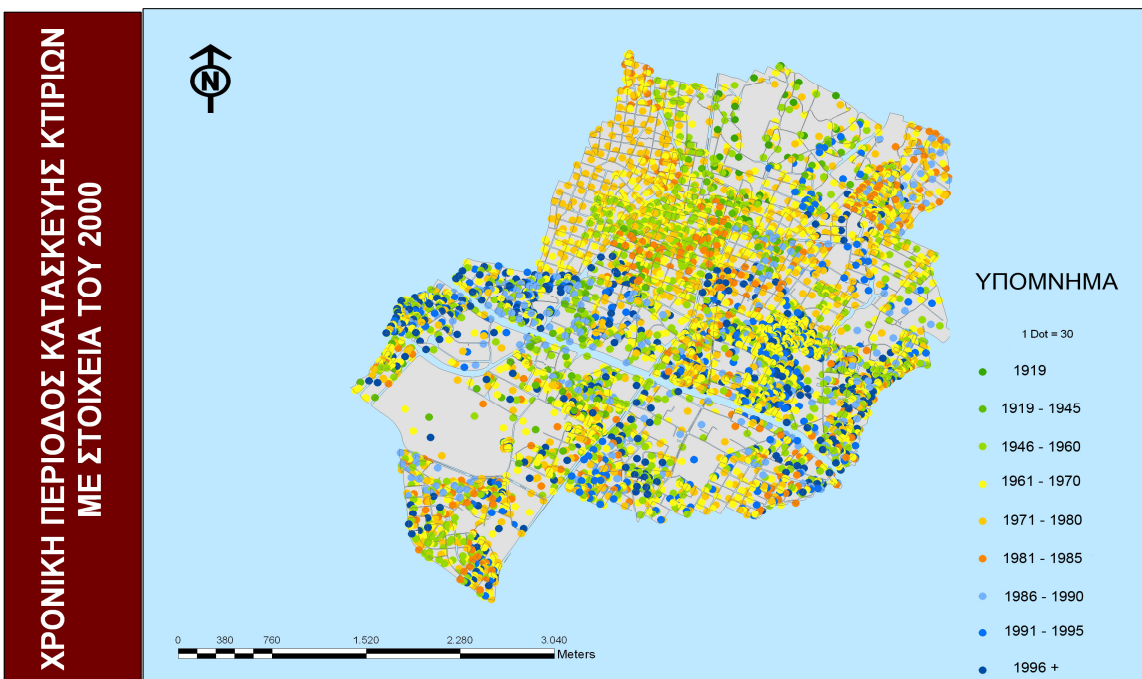 ΧΡΟΝΙΚΗ ΠΕΡΙΟΔΟΣ ΚΑΤΑΣΚΕΥΗΣ ΚΤΙΡΙΩΝ
ΜΕ ΣΤΟΙΧΕΙΑ ΤΟΥ 2000
N
ΥΠΟΜΝΗΜΑ
1 Dot = 30
1919
1919 - 1945
1946 - 1960
1961 - 1970
1971 - 1980
1981 - 1985
1986 - 1990
1991 - 1995
1996 +
0 380 760 1.520 2.280 3.040
Meters